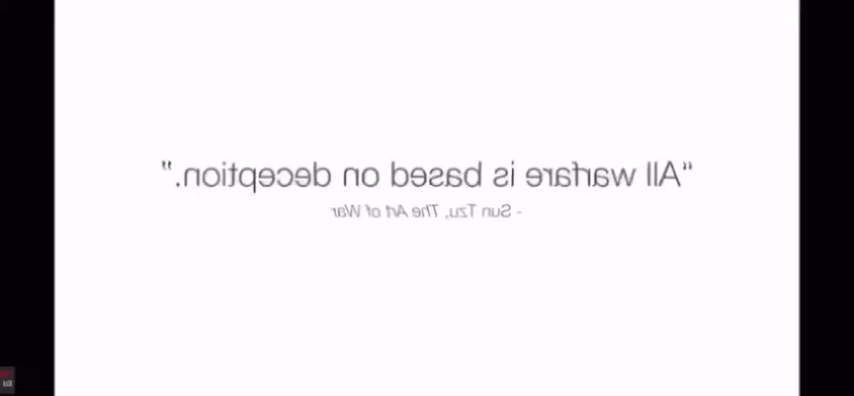 “All warfare is based on deception.”
- Sun Tzu, The Art of War